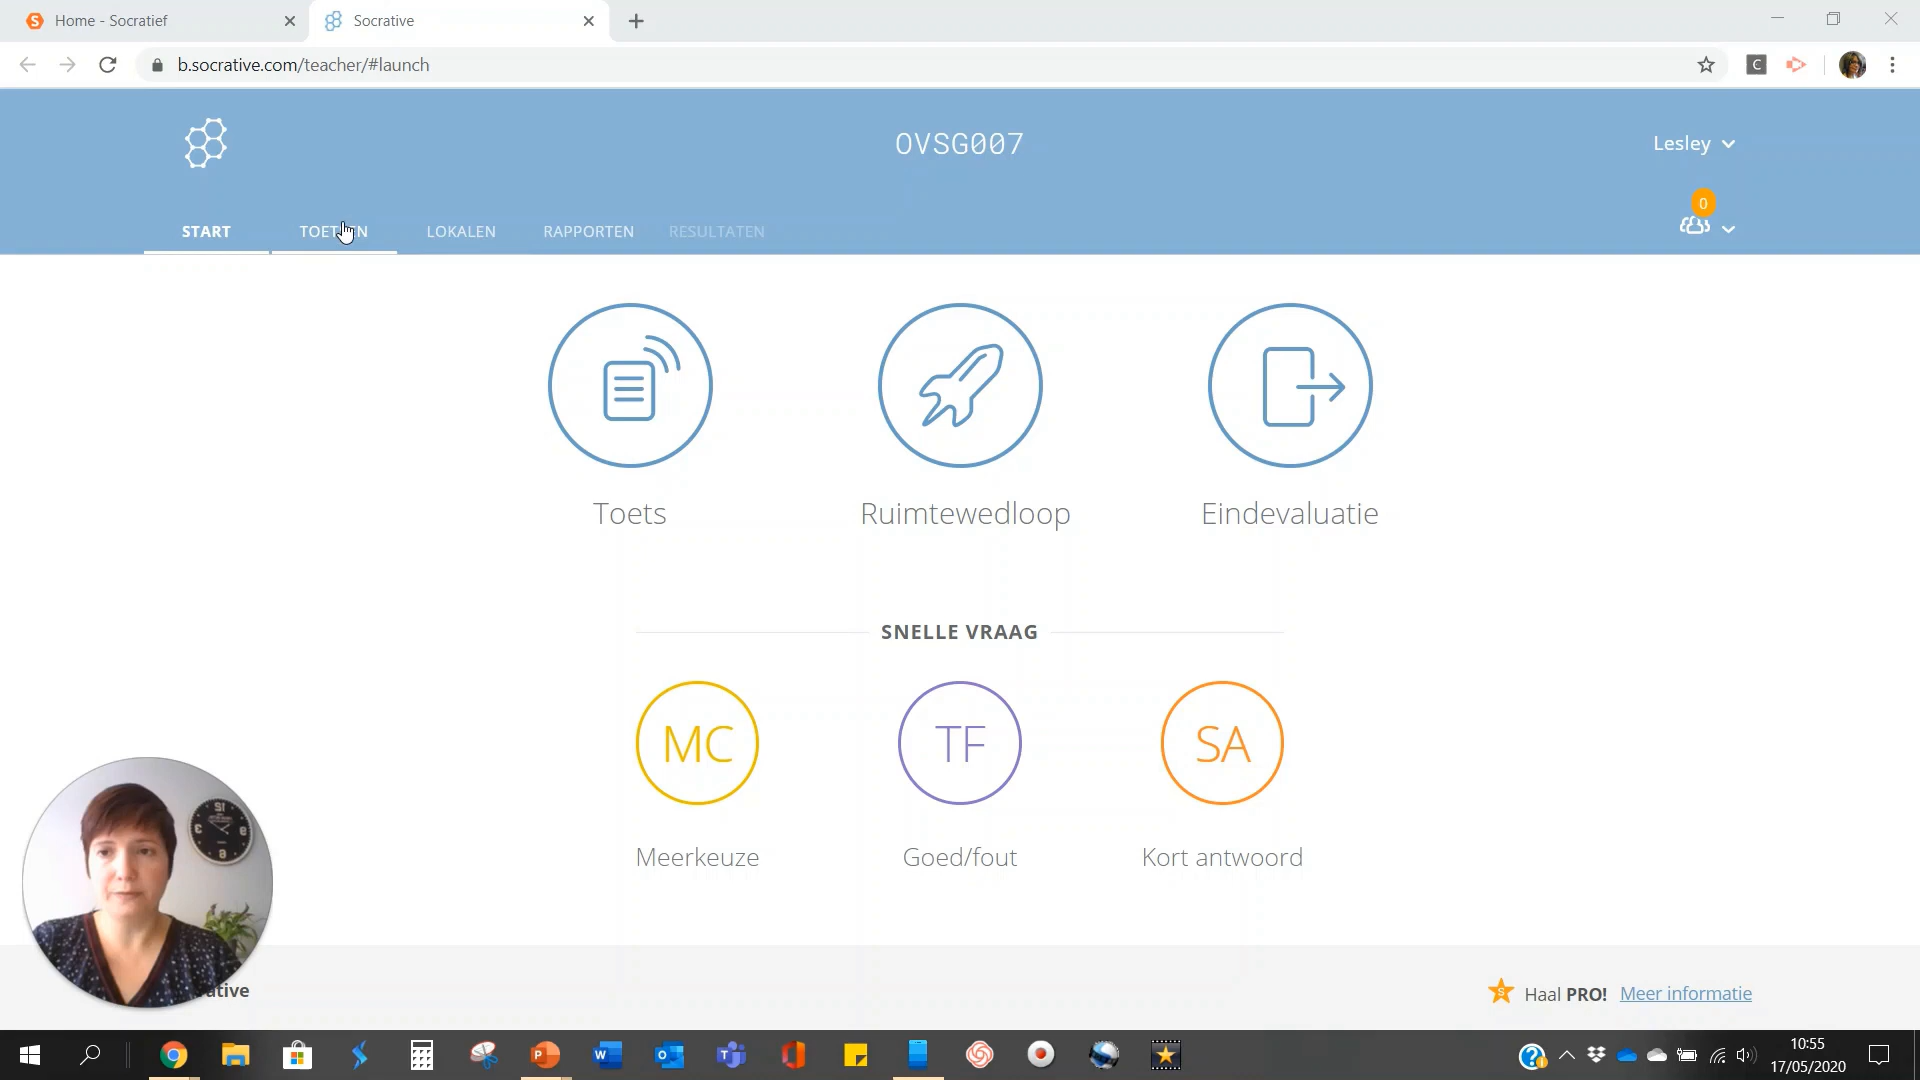 Home - Socratief
Socrative
b.socrative.com/teacher/#launch
OVSG007
Lesley
0
START
LOKALEN
RAPPORTEN
RESULTATEN
Toets
Ruimtewedloop
Eindevaluatie
SNELLE VRAAG
MC
TF
SA
Meerkeuze
Goed/fout
Kort antwoord
Haal PRO! Meer informatie
10:55
17/05/2020